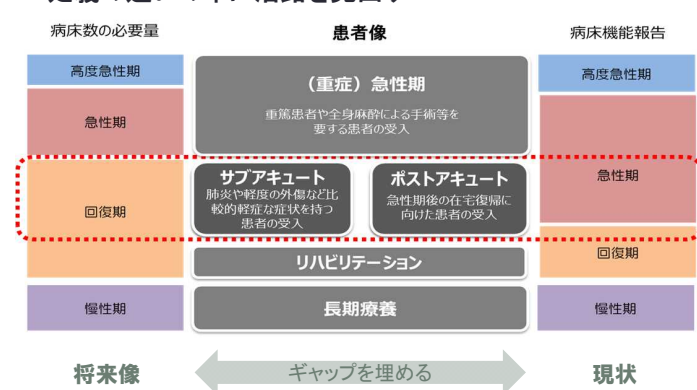 病床数の必要量
患者像
病床機能報告
高度急性期
（重症）急性期
高度急性期
重篤患者や全身麻酔による手術等を
要する患者の受入
急性期
急性期
サブアキュート
肺炎や軽度の外傷など比
較的軽症な症状を持つ
患者の受入
ポストアキュート
急性期後の在宅復帰に
向けた患者の受入
回復期
回復期
リハビリテーション
慢性期
長期療養
慢性期
将来像
ギャップを埋める
現状